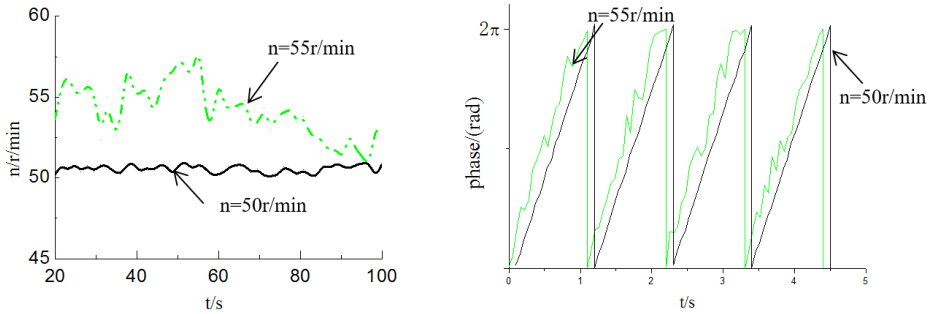 60
55
50
45
n/r/min
n=55r/min
n=50r/min
20
40
60
80
100
t/s
2π
phase/(rad)
n=55r/min
n=50r/min
0
1
2
3
4
5
t/s